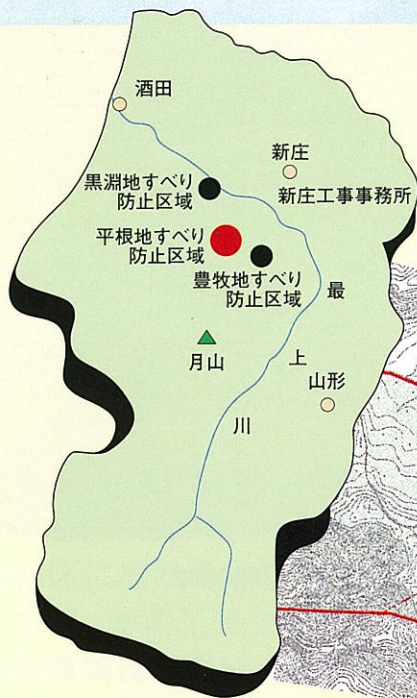 酒田
新庄
新庄工事事務所
黒淵地すべり
防止区域
平根地すべり
防止区域
豊牧地すべり
防止区域
月山
山形
最
上
川